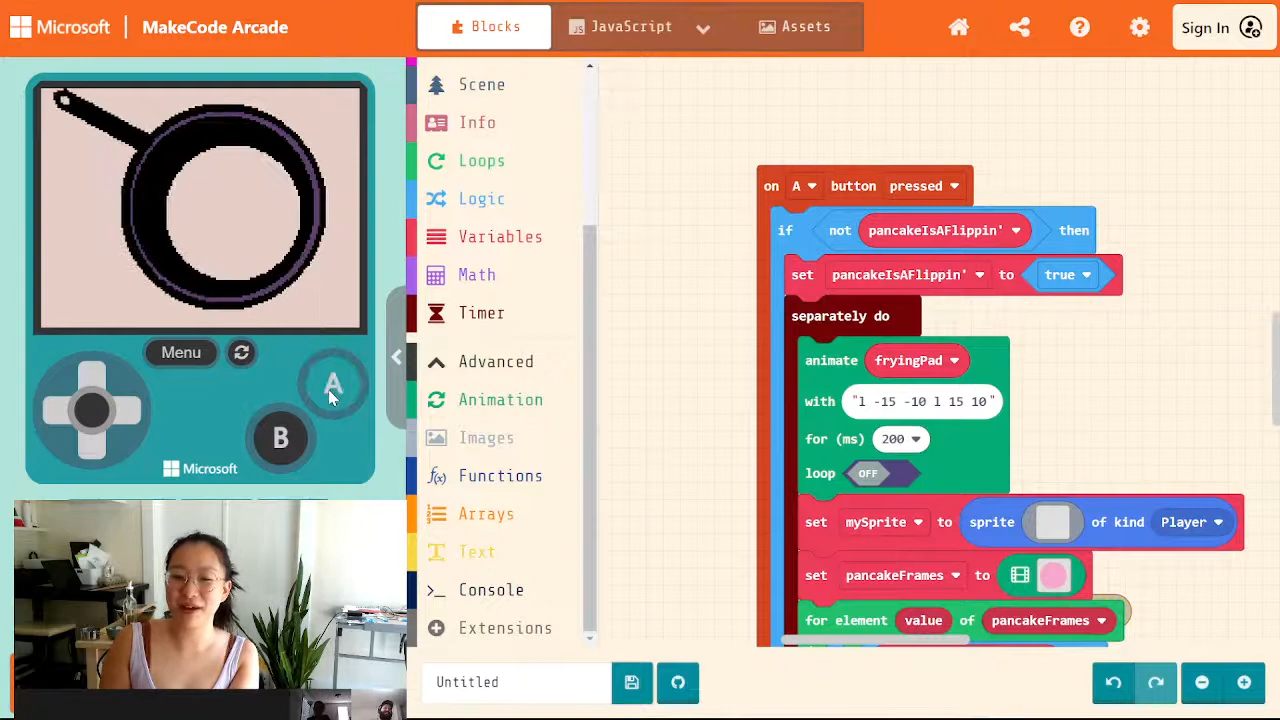 Microsoft | MakeCode Arcade
Blocks
JavaScript
Assets
Sign In
Scene
Info
Loops
Logic
Variables
Math
Timer
Advanced
Animation
Images
Functions
Arrays
Text
Console
Extensions
Menu
A
B
Microsoft
on A button pressed
if not pancakeIsAFlippin' then
set pancakeIsAFlippin' to true
separately do
animate fryingPad
with "l -15 -10 l 15 10"
for (ms) 200
loop OFF
set mySprite to sprite of kind Player
set pancakeFrames to
for element value of pancakeFrames
Untitled